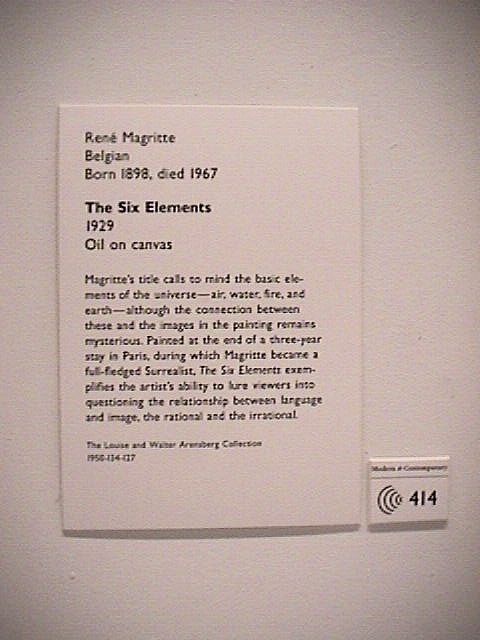 René Magritte
Belgian
Born 1898, died 1967
The Six Elements
1929
Oil on canvas
Magritte's title calls to mind the basic ele-
ments of the universe—air, water, fire, and
earth—although the connection between
these and the images in the painting remains
mysterious. Painted at the end of a three-year
stay in Paris, during which Magritte became a
full-fledged Surrealist, The Six Elements exem-
plifies the artist's ability to lure viewers into
questioning the relationship between language
and image, the rational and the irrational.
The Louise and Walter Arensberg Collection
1950-134-127
Modern & Contemporary
414